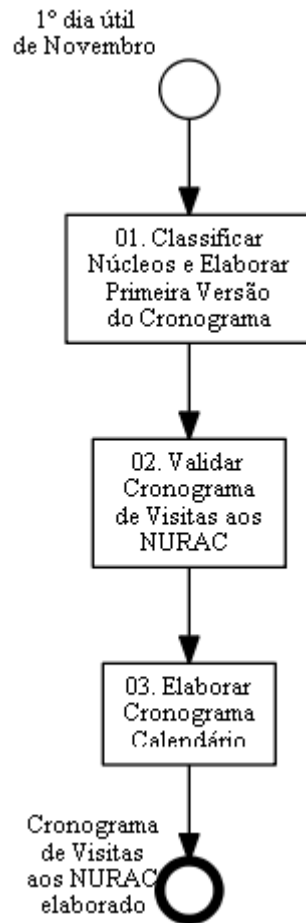 1º dia útil
de Novembro
01. Classificar
Núcleos e Elaborar
Primeira Versão
do Cronograma
02. Validar
Cronograma
de Visitas aos
NURAC
03. Elaborar
Cronograma
Calendário
Cronograma
de Visitas
aos NURAC
elaborado